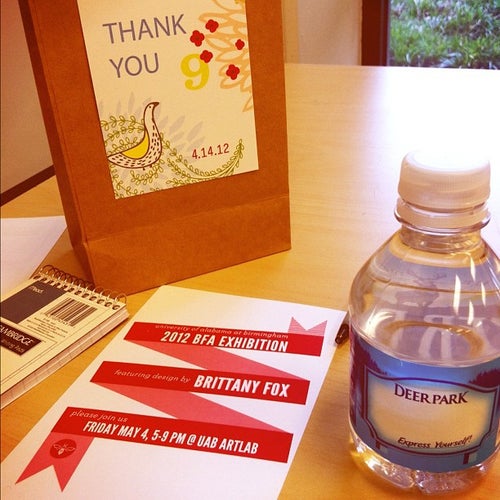 THANK
YOU
9
4.14.12
university of alabama at birmingham
2012 BFA EXHIBITION
featuring design by BRITTANY FOX
please join us
FRIDAY MAY 4, 5-9 PM @ UAB ARTLAB
DEER PARK
Express Yourself!